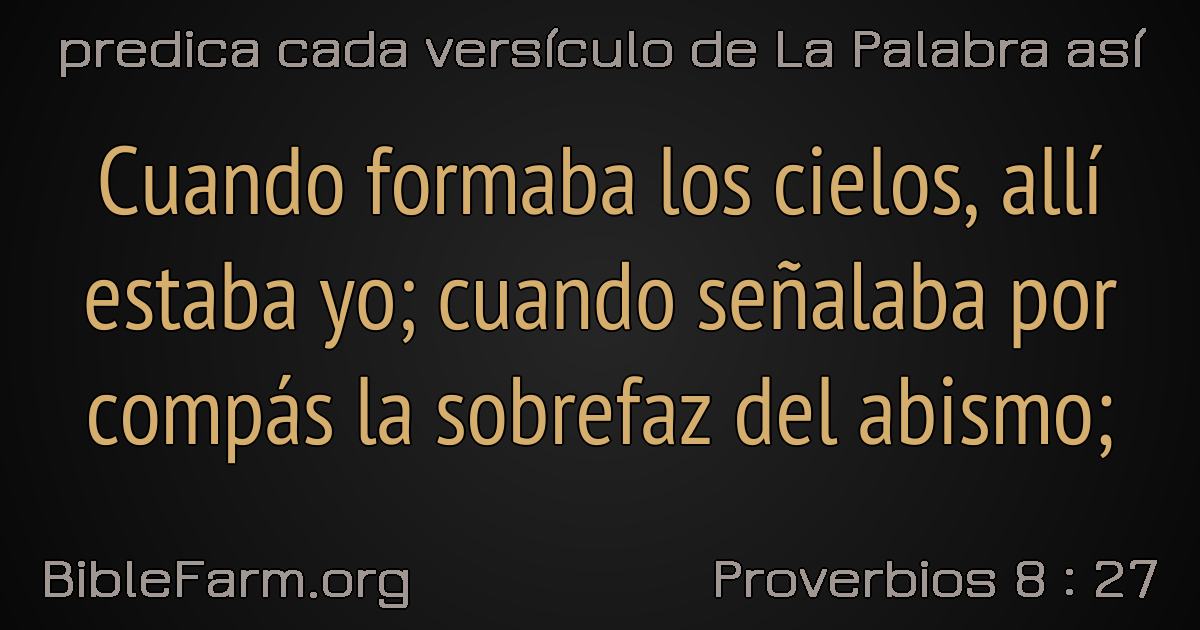 predica cada versículo de La Palabra así
Cuando formaba los cielos, allí
estaba yo; cuando señalaba por
compás la sobrefaz del abismo;
BibleFarm.org
Proverbios 8 : 27